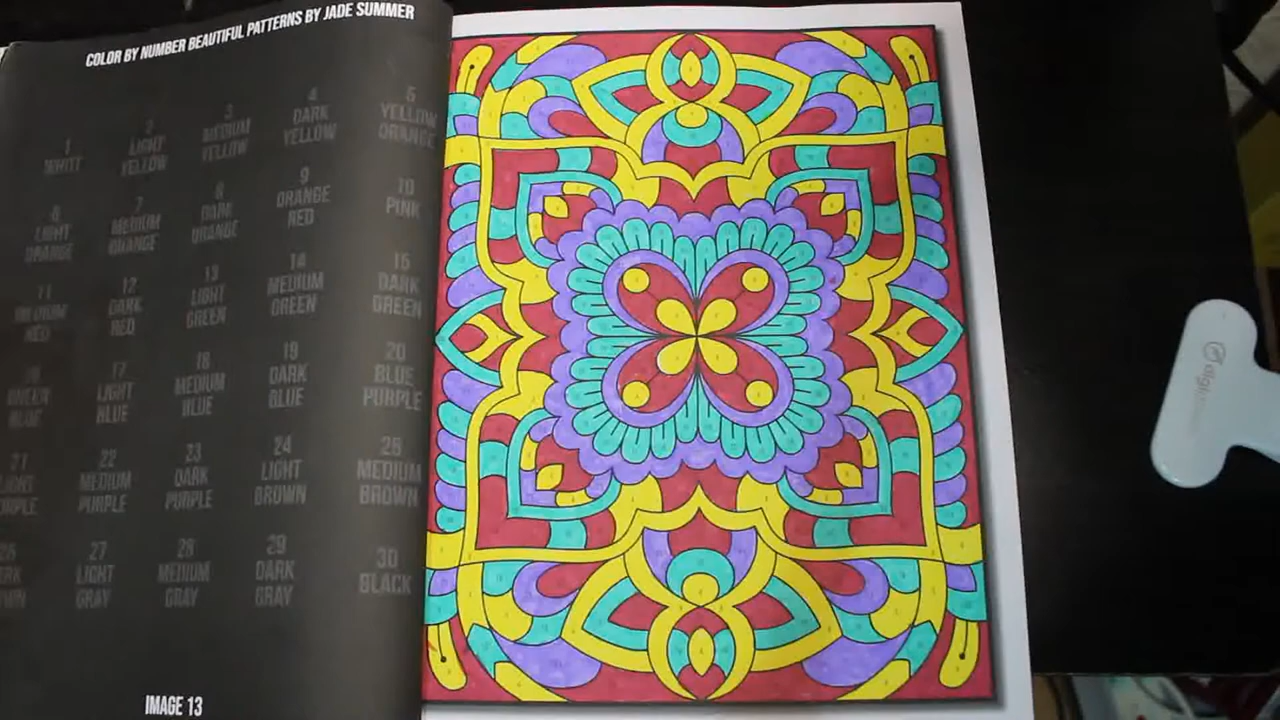 COLOR BY NUMBER BEAUTIFUL PATTERNS BY JADE SUMMER
1
WHITE
2
LIGHT
YELLOW
3
MEDIUM
YELLOW
4
DARK
YELLOW
5
YELLOW
ORANGE
6
LIGHT
ORANGE
7
MEDIUM
ORANGE
8
DARK
ORANGE
9
ORANGE
RED
10
PINK
11
MEDIUM
RED
12
DARK
RED
13
LIGHT
GREEN
14
MEDIUM
GREEN
15
DARK
GREEN
BLUE
17
LIGHT
BLUE
18
MEDIUM
BLUE
19
DARK
BLUE
20
BLUE
PURPLE
21
22
MEDIUM
PURPLE
23
DARK
PURPLE
24
LIGHT
BROWN
25
MEDIUM
BROWN
27
LIGHT
GRAY
28
MEDIUM
GRAY
29
DARK
GRAY
30
BLACK
IMAGE 13